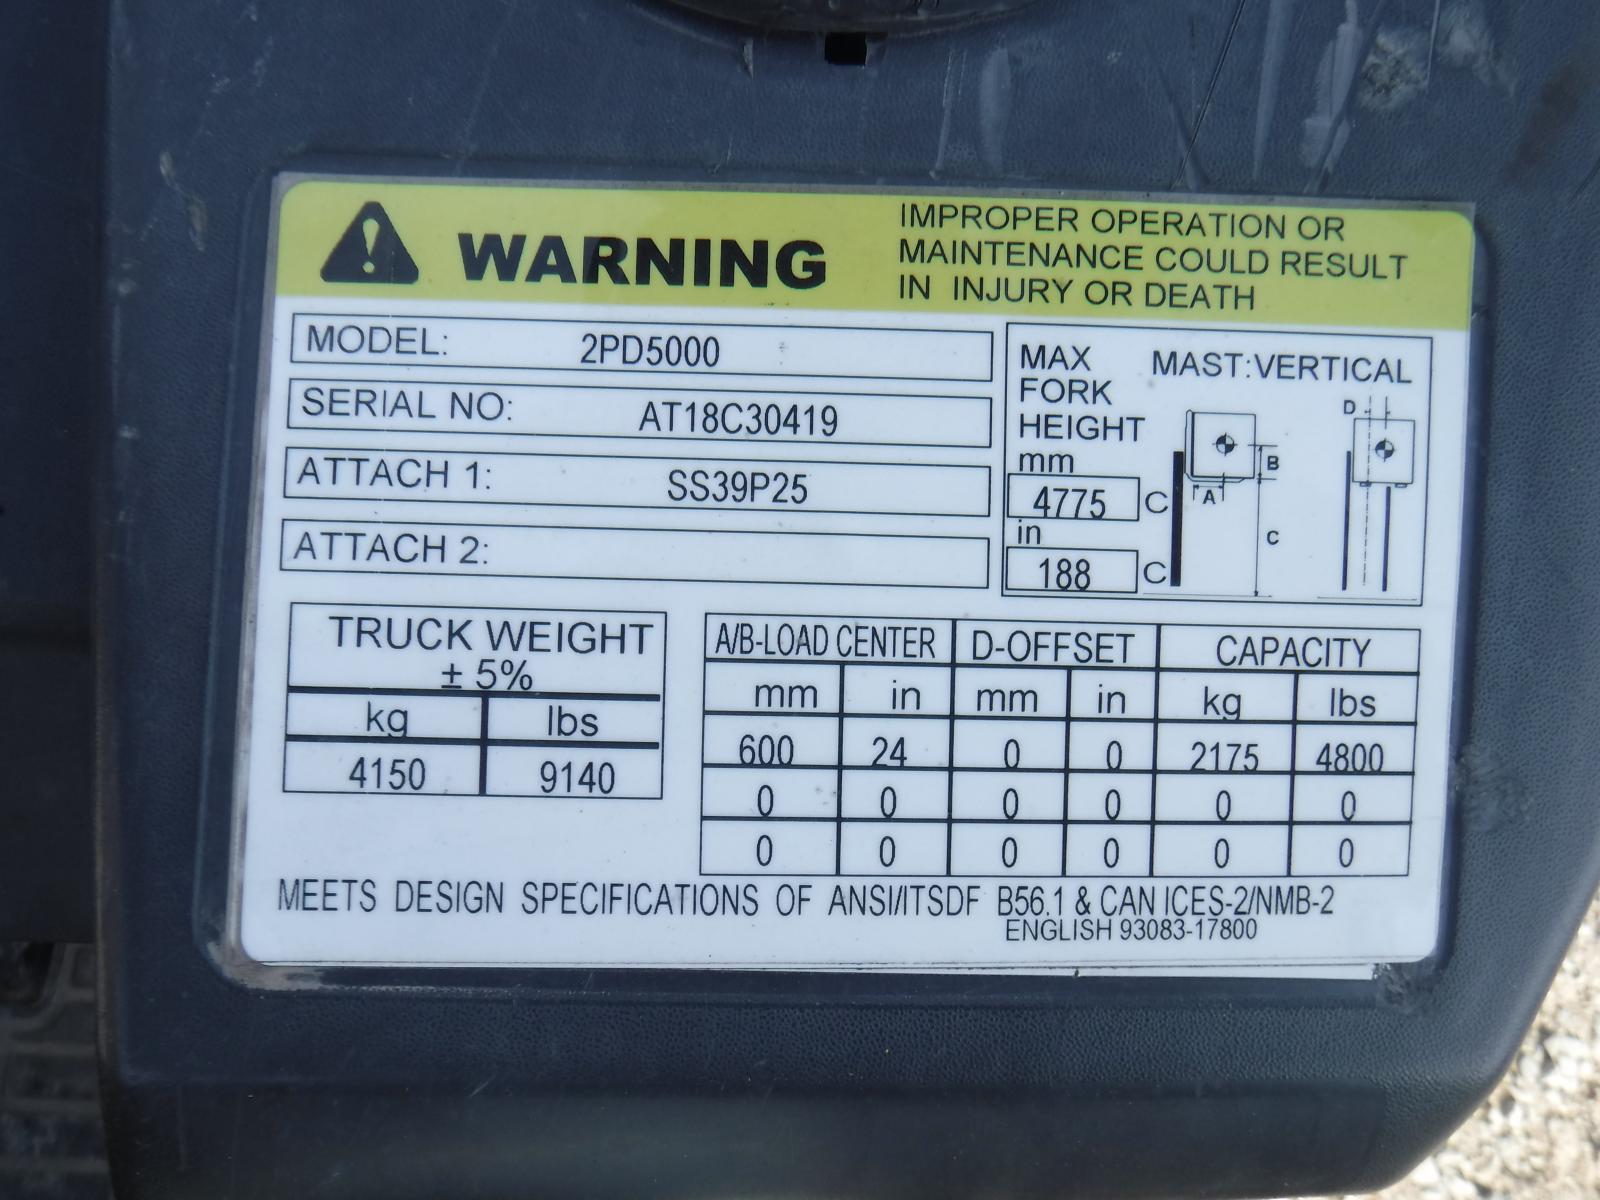 WARNING
IMPROPER OPERATION OR
MAINTENANCE COULD RESULT
IN INJURY OR DEATH
MODEL: 2PD5000
SERIAL NO: AT18C30419
ATTACH 1: SS39P25
ATTACH 2:
MAX
FORK
HEIGHT
mm
4775 C
in
188 C
MAST:VERTICAL
A
B
C
D
TRUCK WEIGHT
± 5%
kg lbs
4150 9140
A/B-LOAD CENTER D-OFFSET CAPACITY
mm in mm in kg lbs
600 24 0 0 2175 4800
0 0 0 0 0 0
0 0 0 0 0 0
MEETS DESIGN SPECIFICATIONS OF ANSI/ITSDF B56.1 & CAN ICES-2/NMB-2
ENGLISH 93083-17800